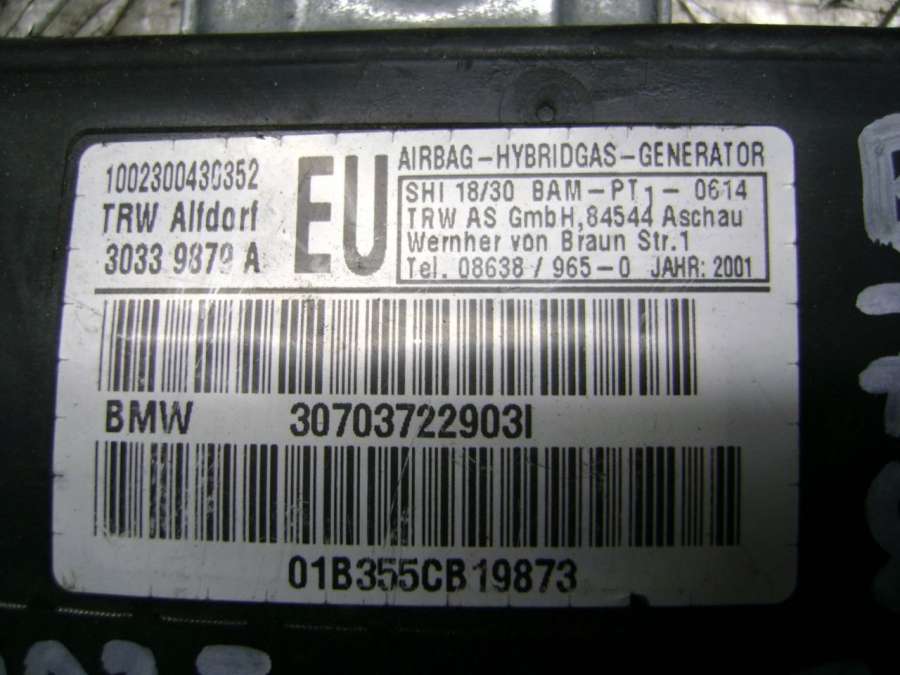 1002300430352
TRW Alfdorf
3033 9879 A
EU
AIRBAG-HYBRIDGAS-GENERATOR
SHI 18/30 BAM-PT1-0614
TRW AS GmbH, 84544 Aschau
Wernher von Braun Str.1
Tel. 08638/965-0 JAHR: 2001
BMW 30703722903I
01B355CB19873